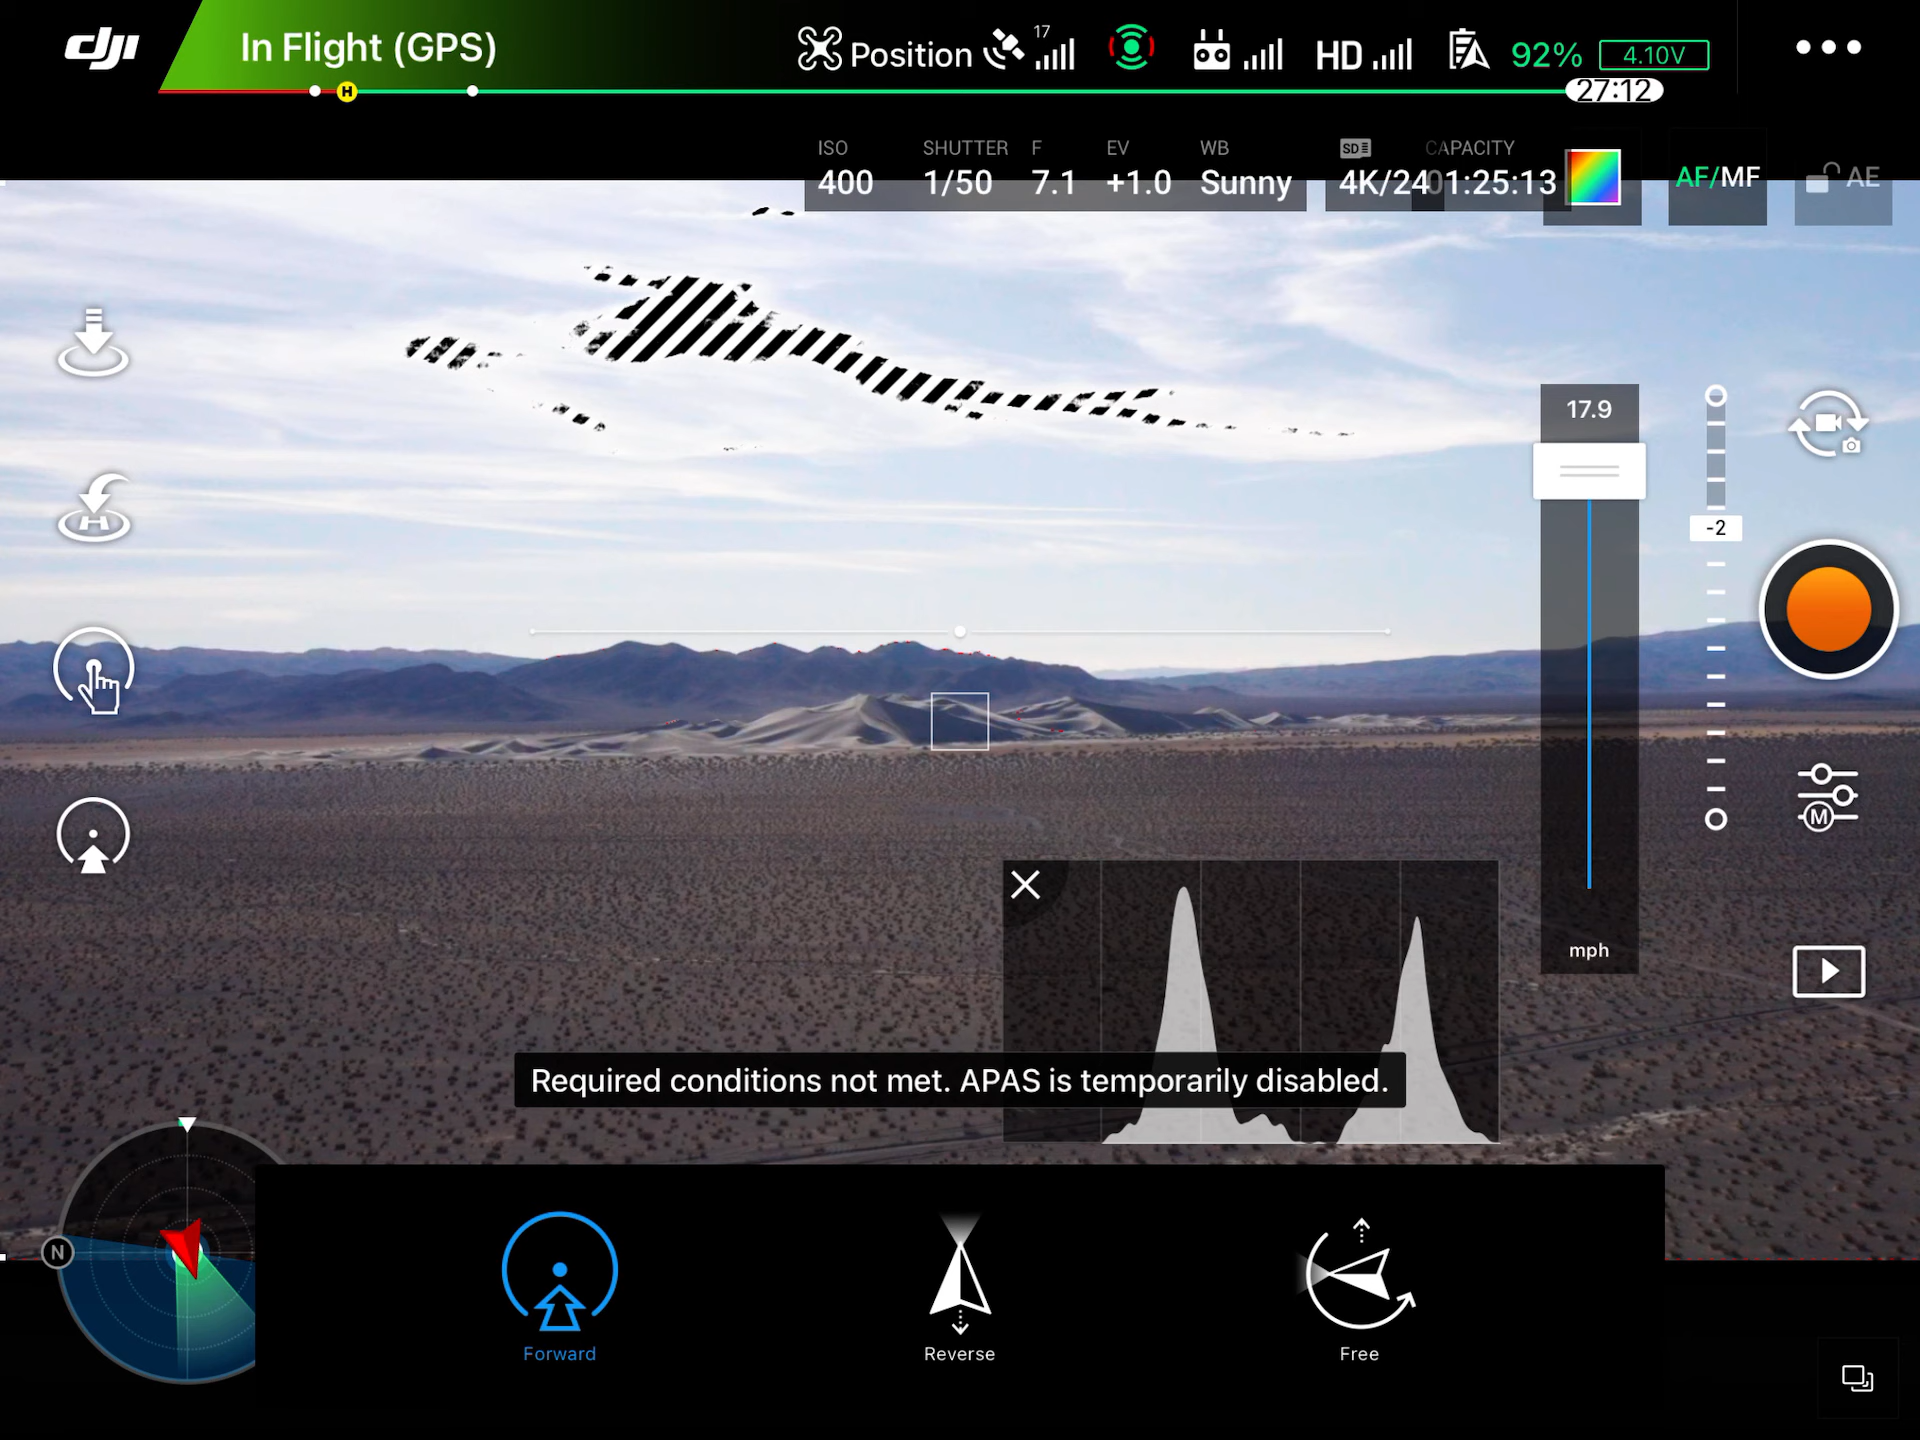 dji
In Flight (GPS)
Position
17
HD
92%
4.10V
H
27:12
ISO
400
SHUTTER
1/50
F
7.1
EV
+1.0
WB
Sunny
SD
4K/24
CAPACITY
01:25:13
AF/MF
AE
17.9
mph
-2
H
M
Required conditions not met. APAS is temporarily disabled.
N
Forward
Reverse
Free